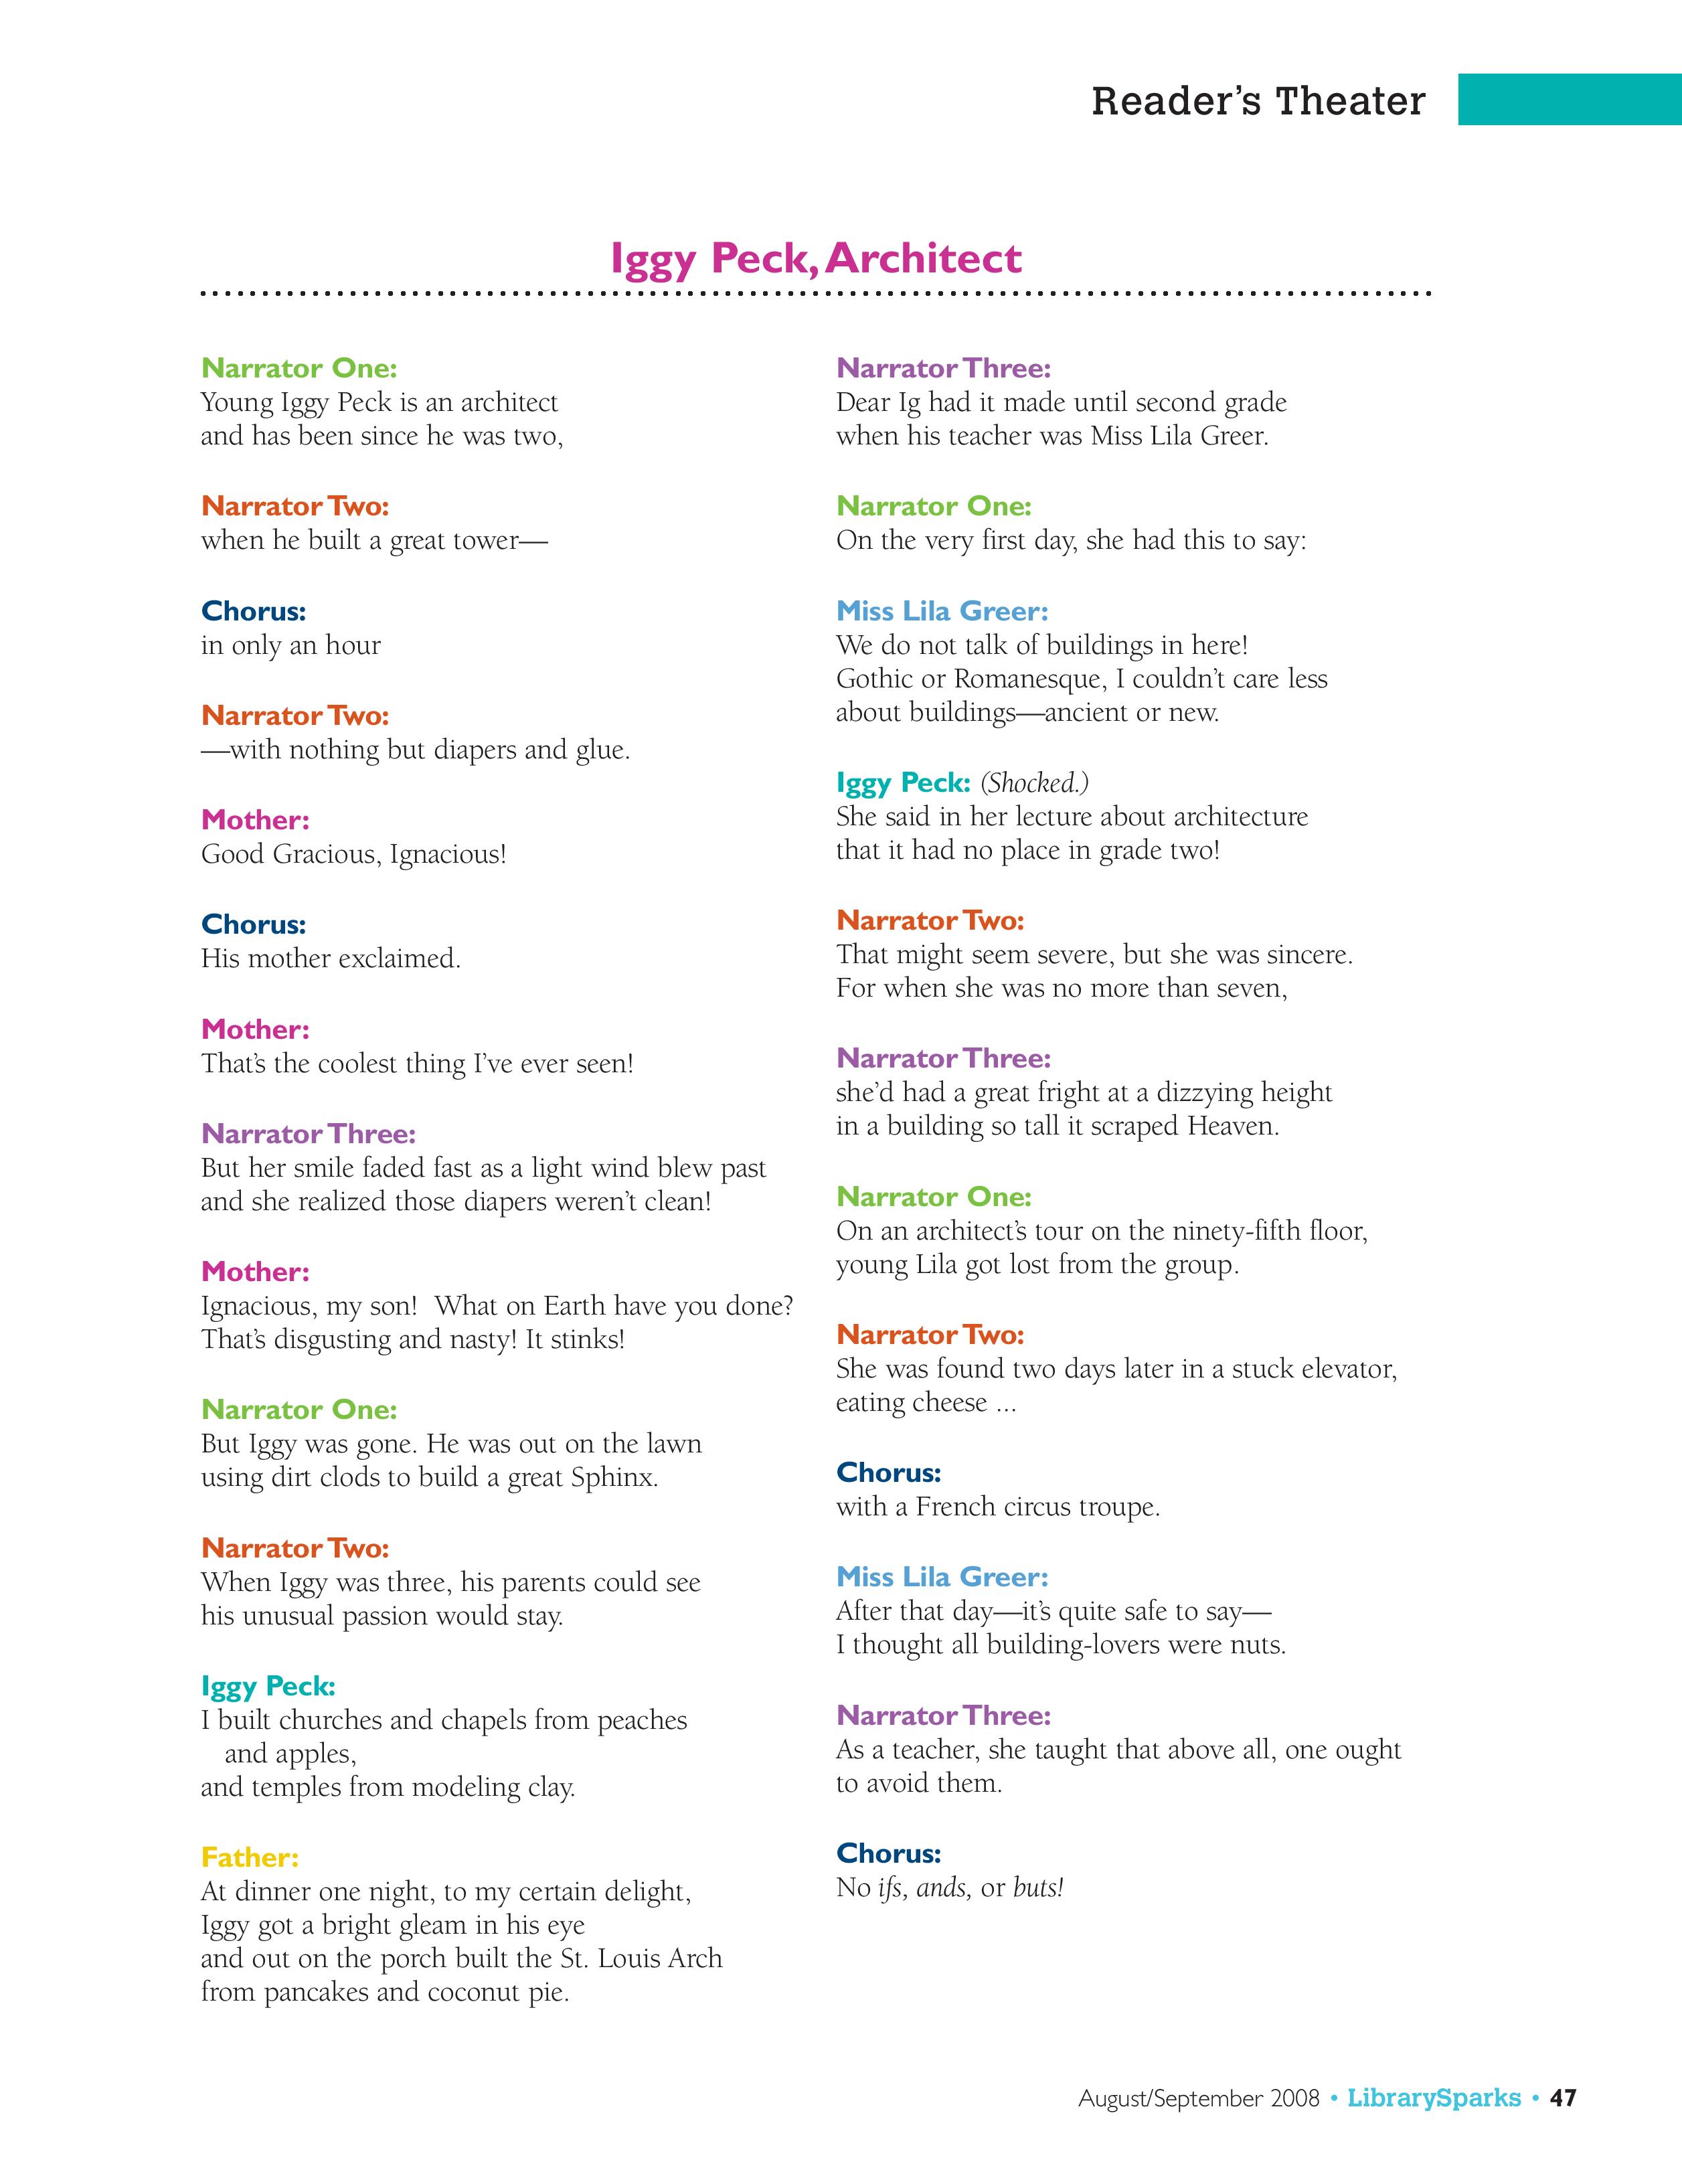 Reader’s Theater
Iggy Peck, Architect
Narrator One:
Young Iggy Peck is an architect
and has been since he was two,
Narrator Two:
when he built a great tower—
Chorus:
in only an hour
Narrator Two:
—with nothing but diapers and glue.
Mother:
Good Gracious, Ignacious!
Chorus:
His mother exclaimed.
Mother:
That’s the coolest thing I’ve ever seen!
Narrator Three:
But her smile faded fast as a light wind blew past
and she realized those diapers weren’t clean!
Mother:
Ignacious, my son!  What on Earth have you done?
That’s disgusting and nasty! It stinks!
Narrator One:
But Iggy was gone. He was out on the lawn
using dirt clods to build a great Sphinx.
Narrator Two:
When Iggy was three, his parents could see
his unusual passion would stay.
Iggy Peck:
I built churches and chapels from peaches
and apples,
and temples from modeling clay.
Father:
At dinner one night, to my certain delight,
Iggy got a bright gleam in his eye
and out on the porch built the St. Louis Arch
from pancakes and coconut pie.
Narrator Three:
Dear Ig had it made until second grade
when his teacher was Miss Lila Greer.
Narrator One:
On the very first day, she had this to say:
Miss Lila Greer:
We do not talk of buildings in here!
Gothic or Romanesque, I couldn’t care less
about buildings—ancient or new.
Iggy Peck: (Shocked.)
She said in her lecture about architecture
that it had no place in grade two!
Narrator Two:
That might seem severe, but she was sincere.
For when she was no more than seven,
Narrator Three:
she’d had a great fright at a dizzying height
in a building so tall it scraped Heaven.
Narrator One:
On an architect’s tour on the ninety-fifth floor,
young Lila got lost from the group.
Narrator Two:
She was found two days later in a stuck elevator,
eating cheese ...
Chorus:
with a French circus troupe.
Miss Lila Greer:
After that day—it’s quite safe to say—
I thought all building-lovers were nuts.
Narrator Three:
As a teacher, she taught that above all, one ought
to avoid them.
Chorus:
No ifs, ands, or buts!
August/September 2008 • LibrarySparks • 47